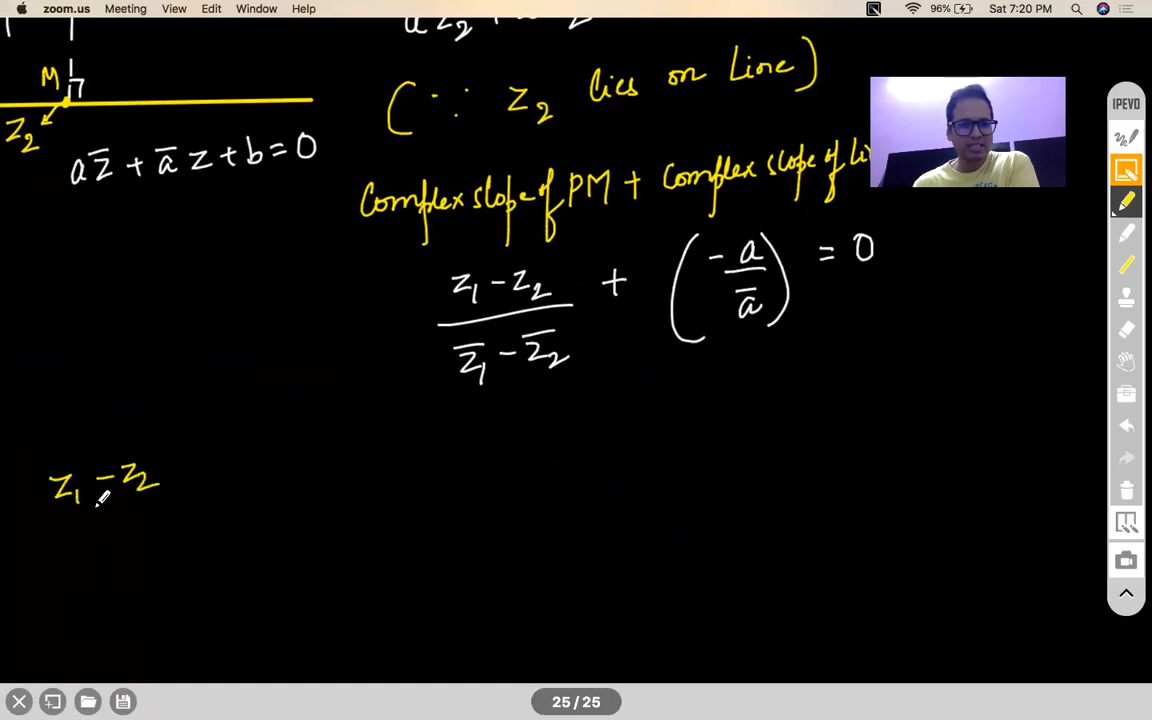 zoom.us Meeting View Edit Window Help 96% Sat 7:20 PM
M
Z₂
az̄ + āz + b = 0
(∵ z₂ lies on Line)
IPEVO
Complex slope of PM + Complex slope of Li
(z₁ − z₂)/(z̄₁ − z̄₂) + (−a/ā) = 0
z₁ − z₂
25 / 25